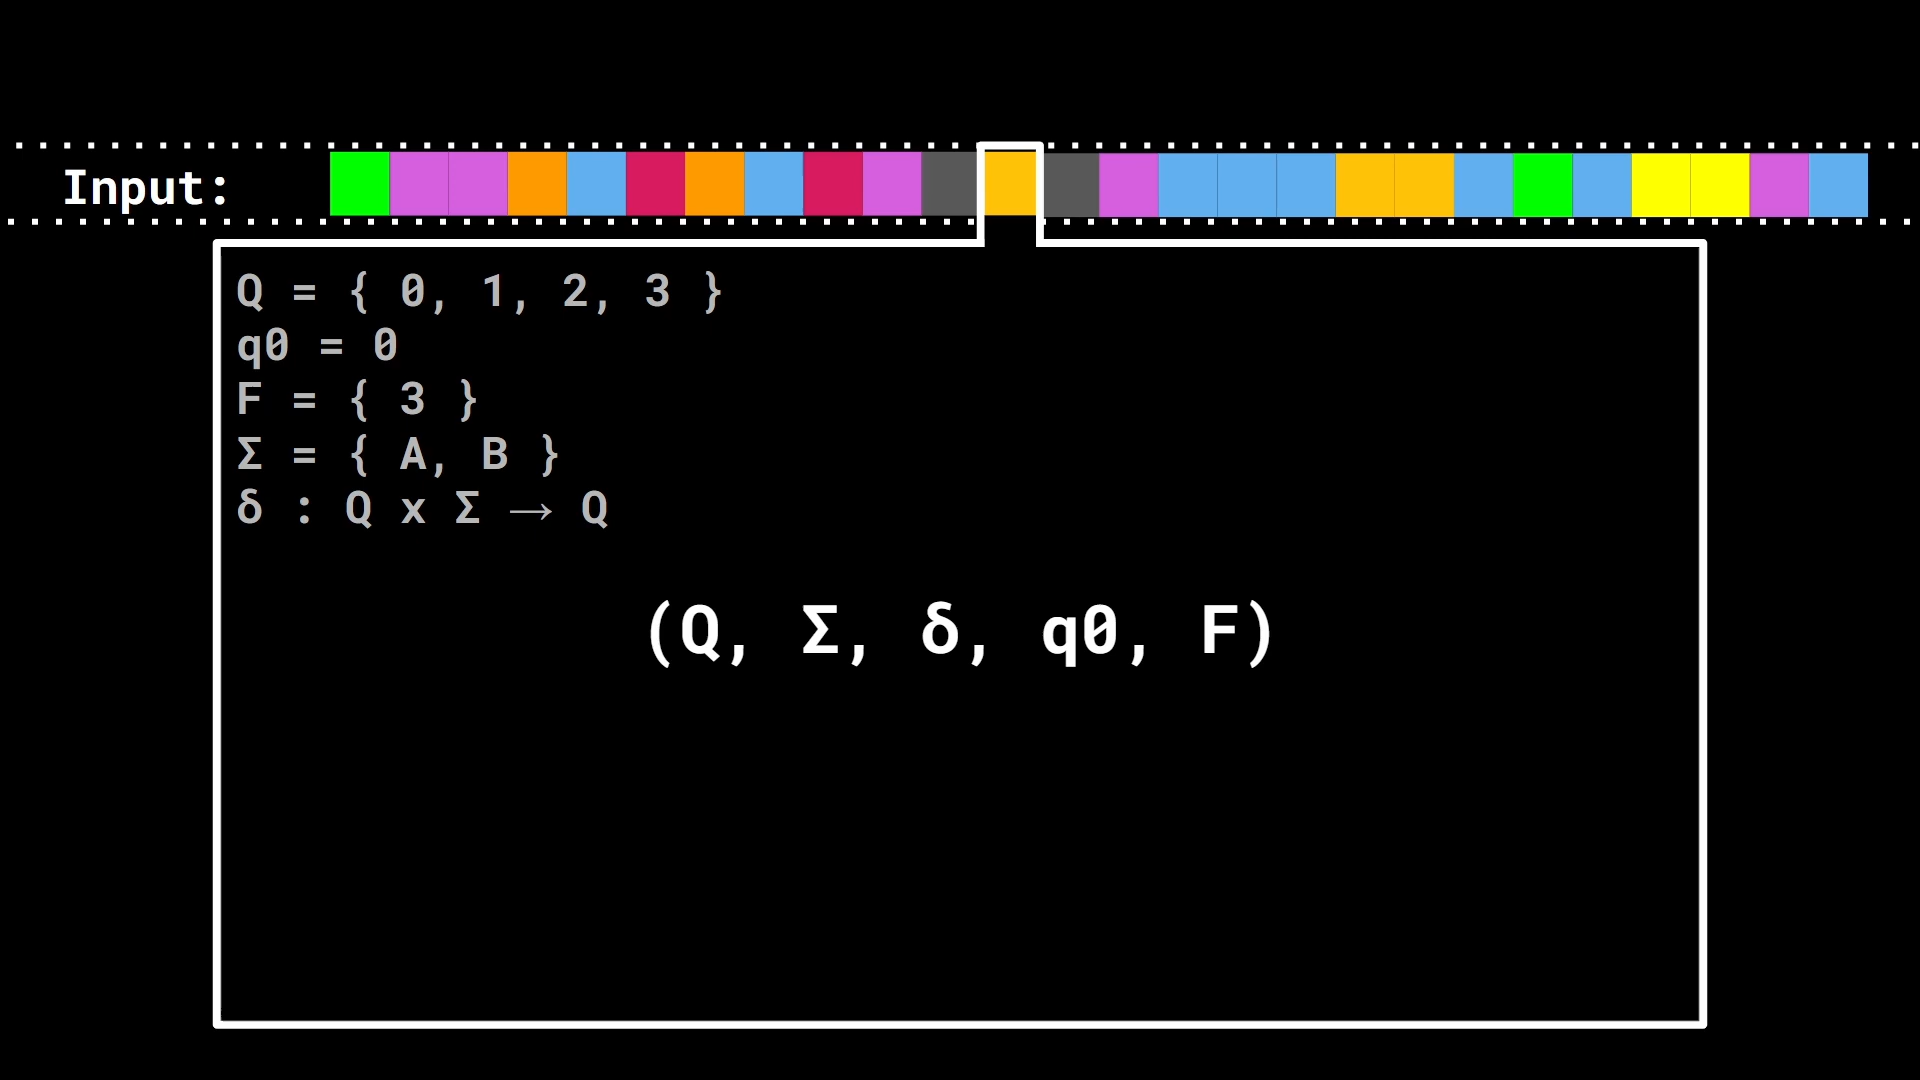 Input:
Q = { 0, 1, 2, 3 }
q0 = 0
F = { 3 }
Σ = { A, B }
δ : Q x Σ → Q
(Q, Σ, δ, q0, F)